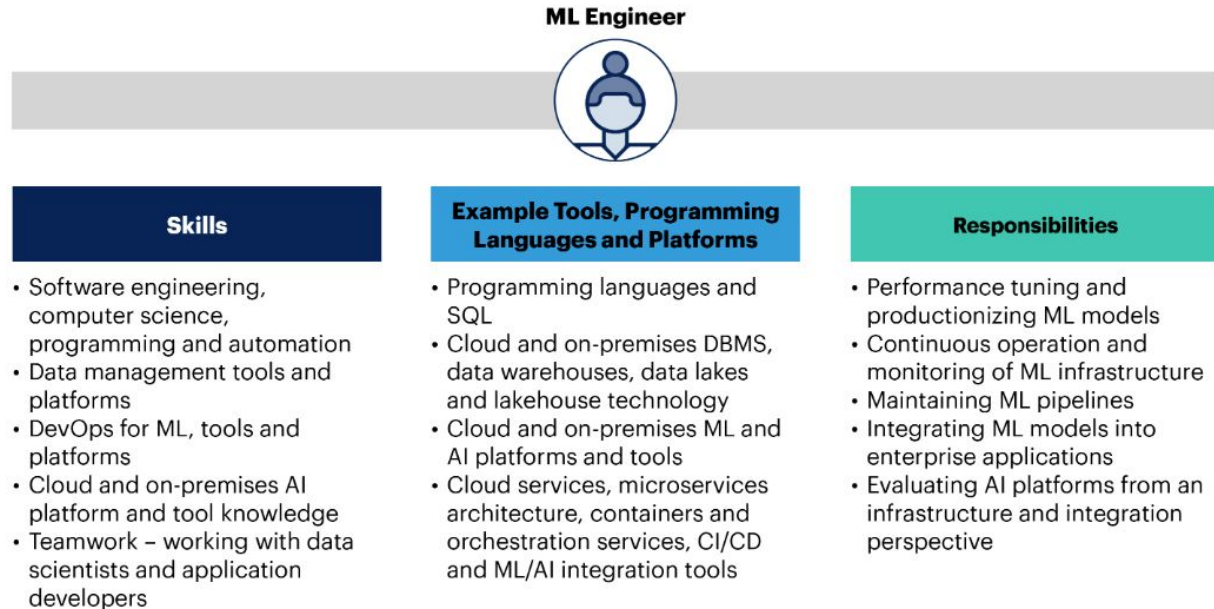 ML Engineer
Skills
• Software engineering,
computer science,
programming and automation
• Data management tools and
platforms
• DevOps for ML, tools and
platforms
• Cloud and on-premises AI
platform and tool knowledge
• Teamwork – working with data
scientists and application
developers
Example Tools, Programming
Languages and Platforms
• Programming languages and
SQL
• Cloud and on-premises DBMS,
data warehouses, data lakes
and lakehouse technology
• Cloud and on-premises ML and
AI platforms and tools
• Cloud services, microservices
architecture, containers and
orchestration services, CI/CD
and ML/AI integration tools
Responsibilities
• Performance tuning and
productionizing ML models
• Continuous operation and
monitoring of ML infrastructure
• Maintaining ML pipelines
• Integrating ML models into
enterprise applications
• Evaluating AI platforms from an
infrastructure and integration
perspective